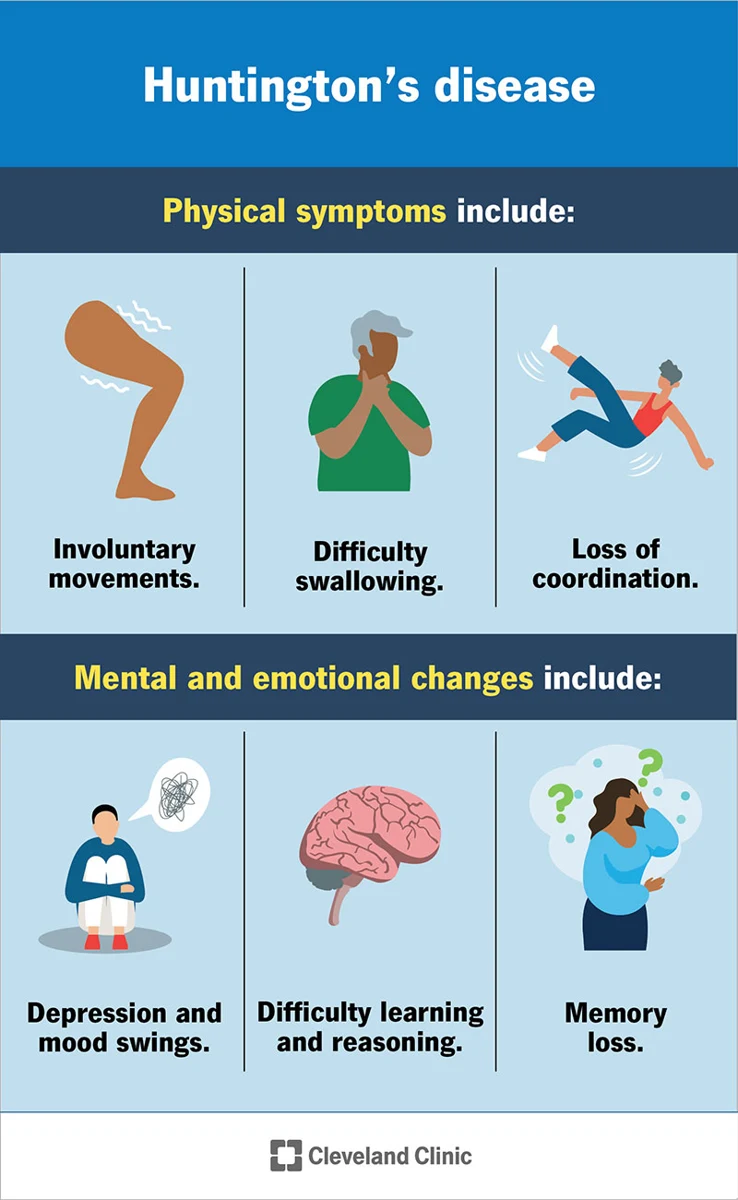 Huntington’s disease
Physical symptoms include:
Involuntary
movements.
Difficulty
swallowing.
Loss of
coordination.
Mental and emotional changes include:
?
?
Depression and
mood swings.
Difficulty learning
and reasoning.
Memory
loss.
Cleveland Clinic